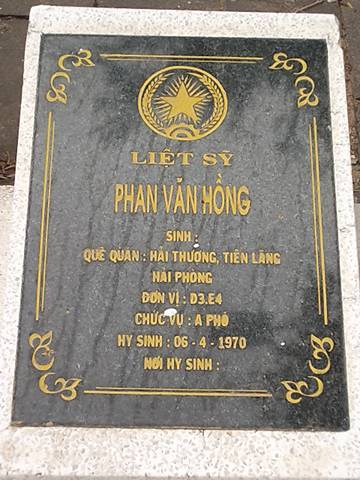 LIỆT SỸ
PHAN VĂN HỒNG
SINH :
QUÊ QUÁN : HẢI THƯỢNG, TIÊN LÃNG
HẢI PHÒNG
ĐƠN VỊ : D3.E4
CHỨC VỤ : A PHÓ
HY SINH : 06 - 4 - 1970
NƠI HY SINH :